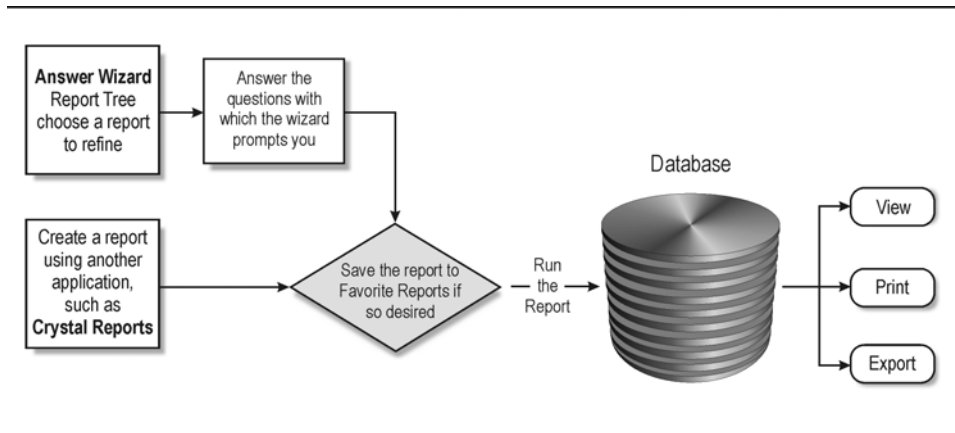 Answer Wizard
Report Tree
choose a report
to refine
Answer the
questions with
which the wizard
prompts you
Create a report
using another
application,
such as
Crystal Reports
Save the report to
Favorite Reports if
so desired
Run
the
Report
Database
View
Print
Export